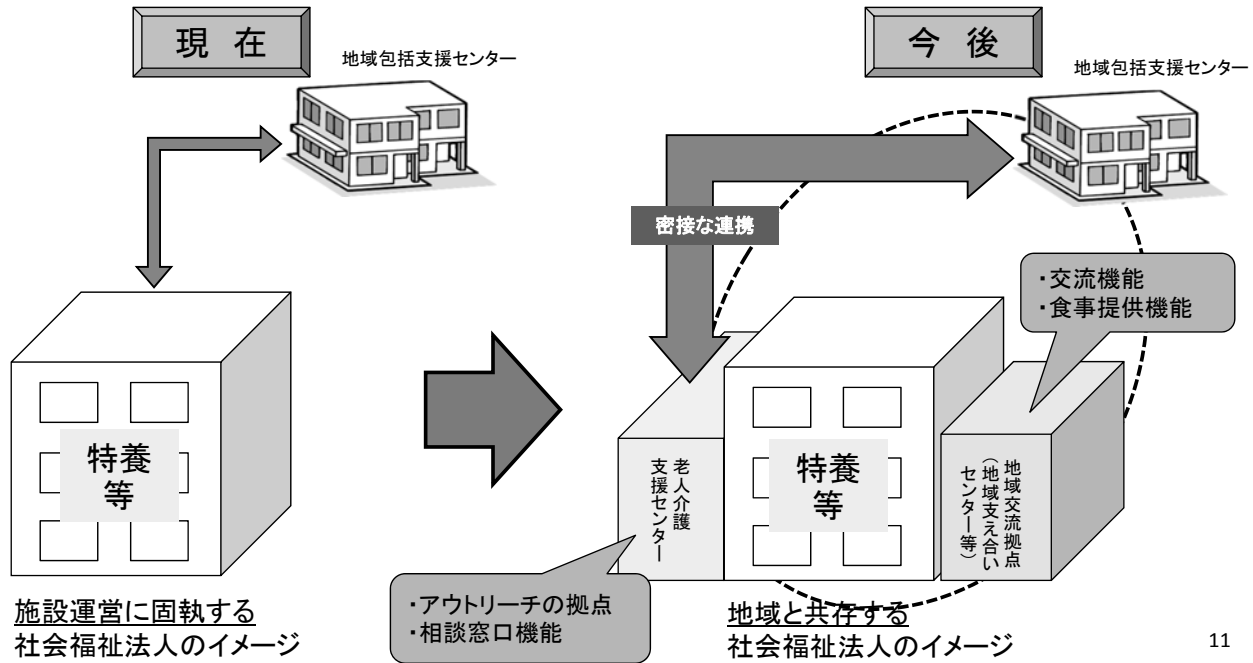 現 在
地域包括支援センター
特養
等
施設運営に固執する
社会福祉法人のイメージ
今 後
地域包括支援センター
密接な連携
・交流機能
・食事提供機能
老人介護
支援センター
特養
等
地域交流拠点
(地域支え合い
センター等)
・アウトリーチの拠点
・相談窓口機能
地域と共存する
社会福祉法人のイメージ
11